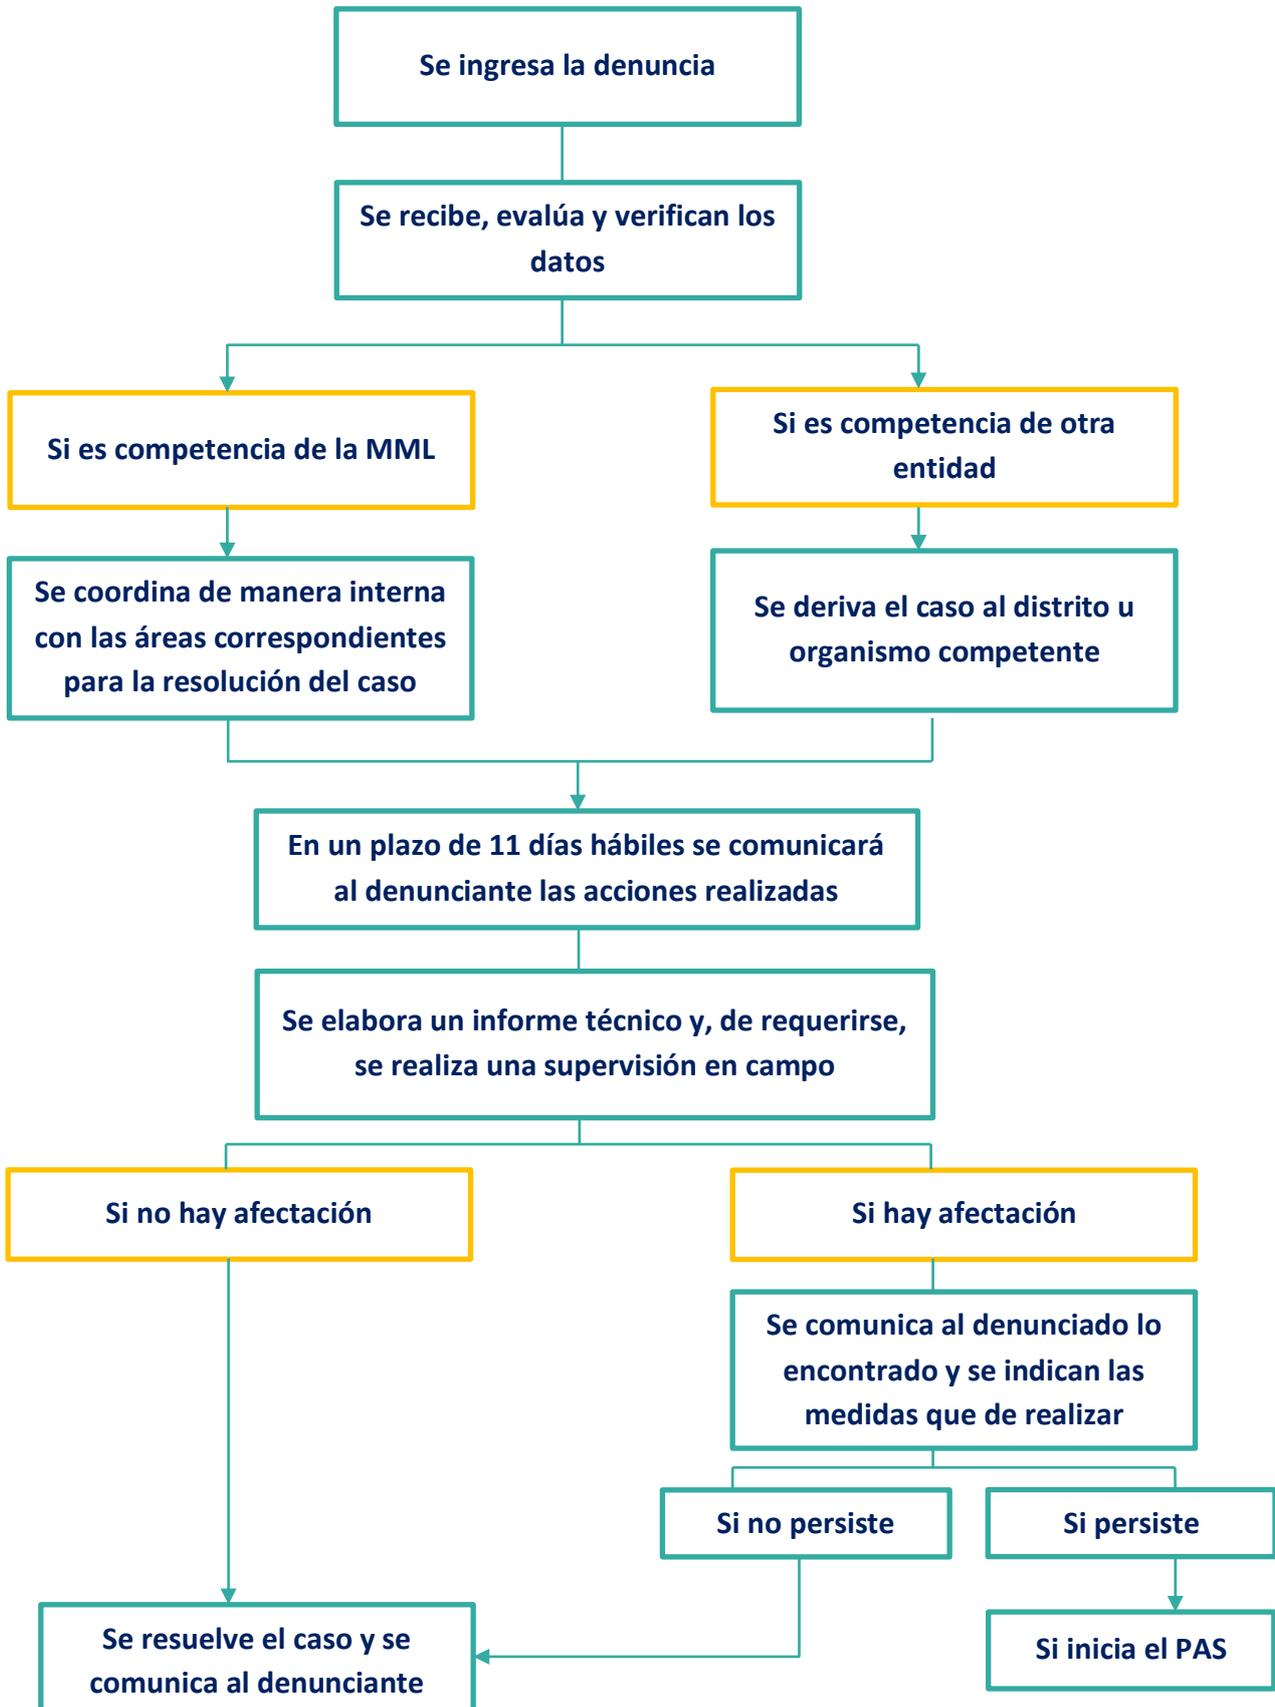 Se ingresa la denuncia
Se recibe, evalúa y verifican los
datos
Si es competencia de la MML
Si es competencia de otra
entidad
Se coordina de manera interna
con las áreas correspondientes
para la resolución del caso
Se deriva el caso al distrito u
organismo competente
En un plazo de 11 días hábiles se comunicará
al denunciante las acciones realizadas
Se elabora un informe técnico y, de requerirse,
se realiza una supervisión en campo
Si no hay afectación
Si hay afectación
Se comunica al denunciado lo
encontrado y se indican las
medidas que de realizar
Si no persiste
Si persiste
Se resuelve el caso y se
comunica al denunciante
Si inicia el PAS